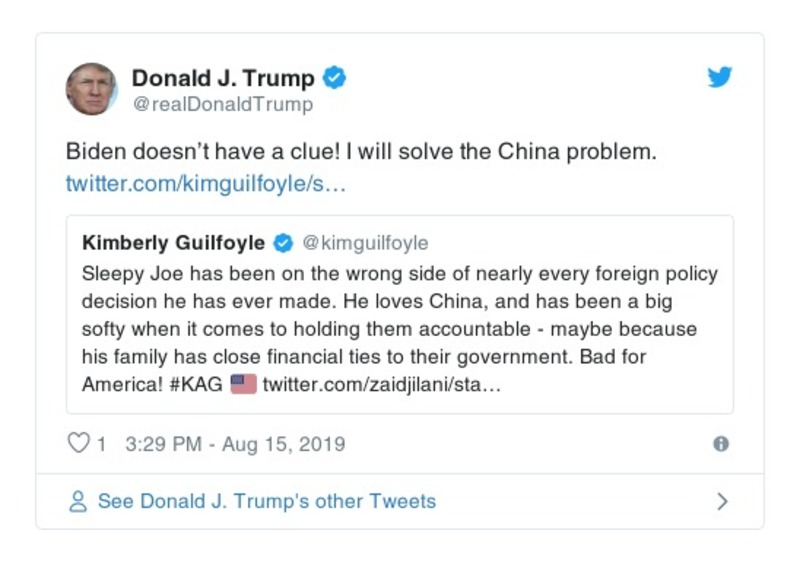 Donald J. Trump
@realDonaldTrump
Biden doesn’t have a clue! I will solve the China problem.
twitter.com/kimguilfoyle/s…
Kimberly Guilfoyle @kimguilfoyle
Sleepy Joe has been on the wrong side of nearly every foreign policy
decision he has ever made. He loves China, and has been a big
softy when it comes to holding them accountable - maybe because
his family has close financial ties to their government. Bad for
America! #KAG 🇺🇸 twitter.com/zaidjilani/sta…
1 3:29 PM - Aug 15, 2019
See Donald J. Trump's other Tweets